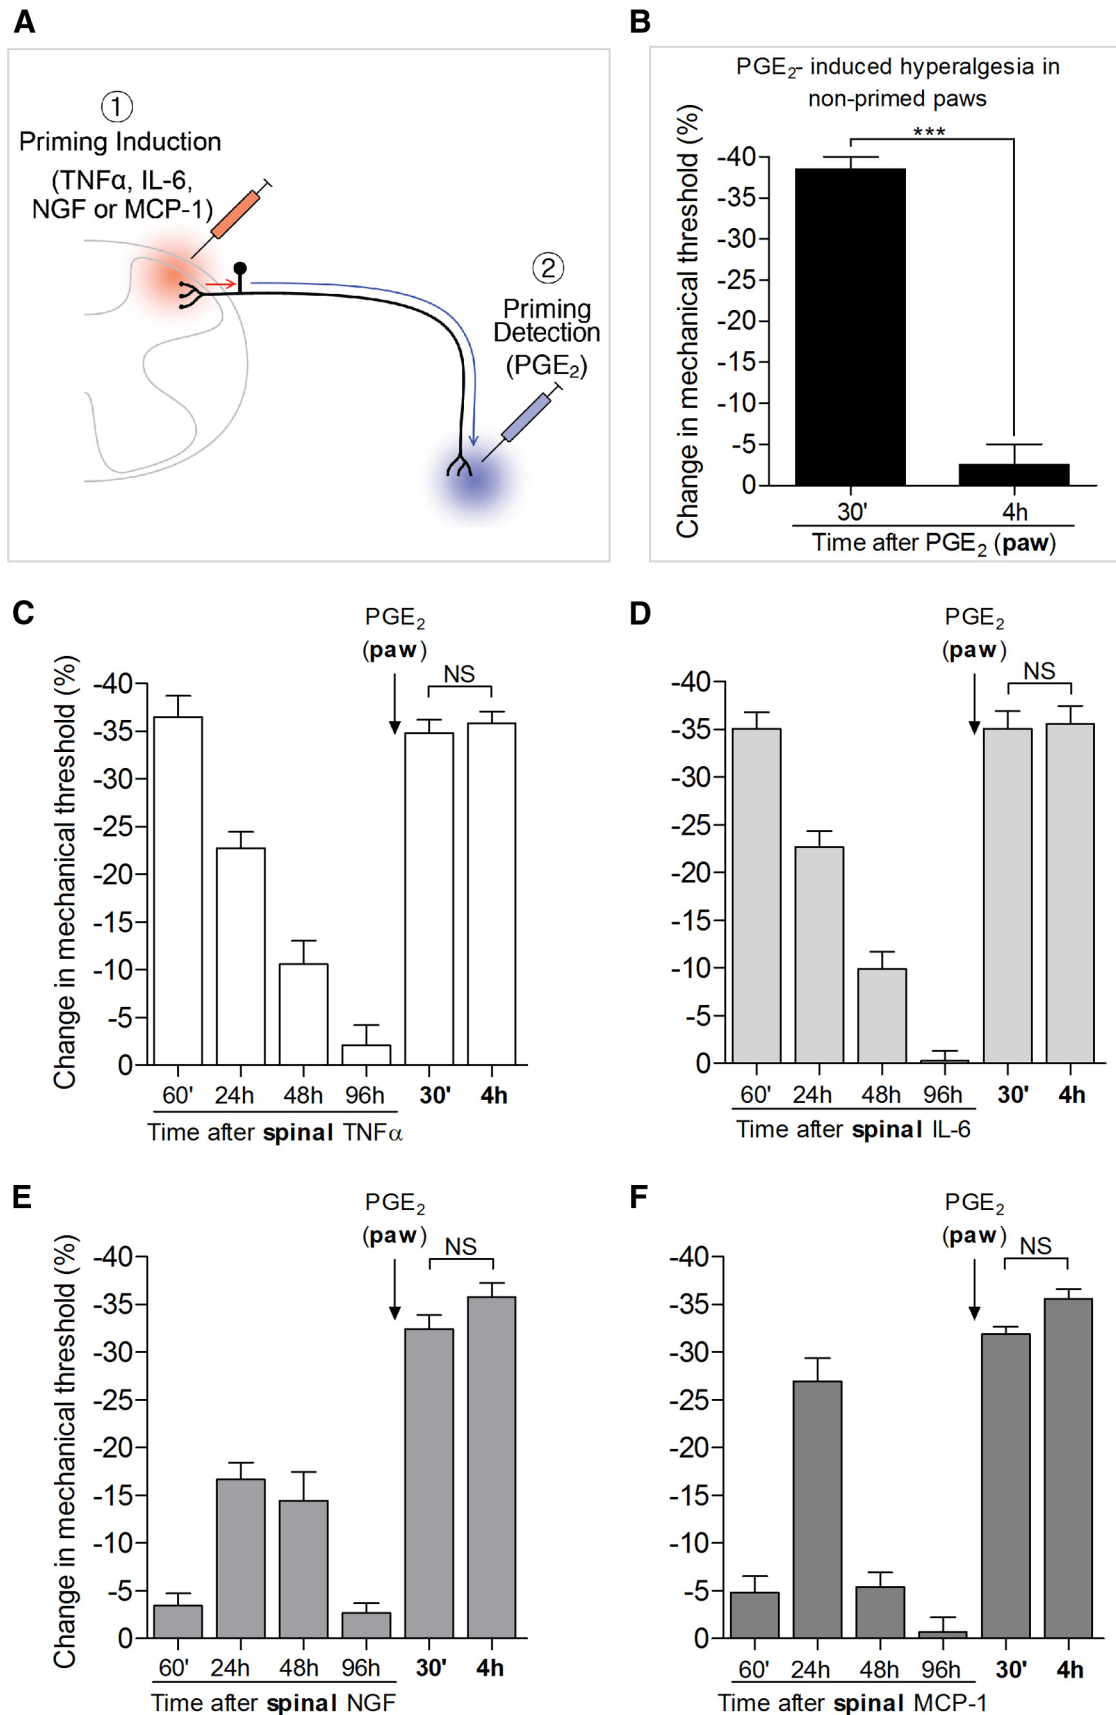 A
①
Priming Induction
(TNFα, IL-6,
NGF or MCP-1)
②
Priming
Detection
(PGE₂)
B
PGE₂- induced hyperalgesia in
non-primed paws
Change in mechanical threshold (%)
***
-40
-35
-30
-25
-20
-15
-10
-5
0
30' 4h
Time after PGE₂ (paw)
C
PGE₂
(paw)
NS
Change in mechanical threshold (%)
-40
-35
-30
-25
-20
-15
-10
-5
0
60' 24h 48h 96h 30' 4h
Time after spinal TNFα
D
PGE₂
(paw)
NS
-40
-35
-30
-25
-20
-15
-10
-5
0
60' 24h 48h 96h 30' 4h
Time after spinal IL-6
E
PGE₂
(paw)
NS
Change in mechanical threshold (%)
-40
-35
-30
-25
-20
-15
-10
-5
0
60' 24h 48h 96h 30' 4h
Time after spinal NGF
F
PGE₂
(paw)
NS
-40
-35
-30
-25
-20
-15
-10
-5
0
60' 24h 48h 96h 30' 4h
Time after spinal MCP-1